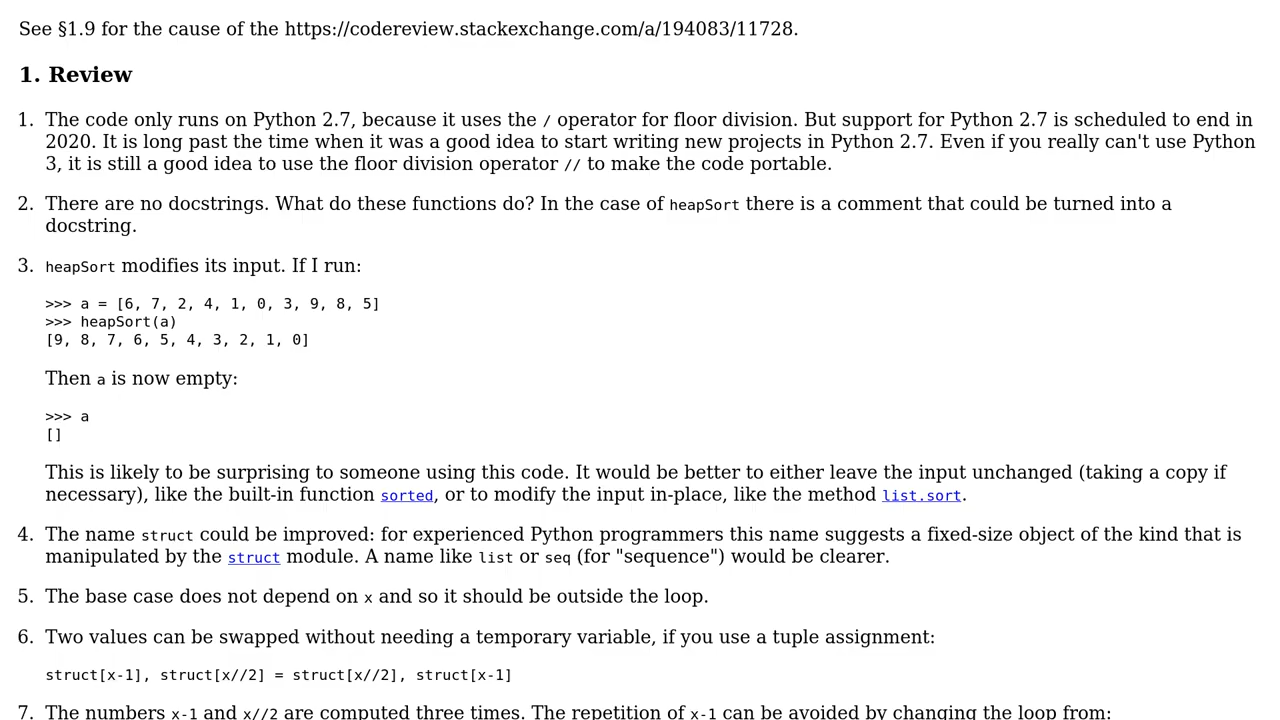 See §1.9 for the cause of the https://codereview.stackexchange.com/a/194083/11728.
1. Review
1. The code only runs on Python 2.7, because it uses the / operator for floor division. But support for Python 2.7 is scheduled to end in
2020. It is long past the time when it was a good idea to start writing new projects in Python 2.7. Even if you really can't use Python
3, it is still a good idea to use the floor division operator // to make the code portable.
2. There are no docstrings. What do these functions do? In the case of heapSort there is a comment that could be turned into a
docstring.
3. heapSort modifies its input. If I run:
>>> a = [6, 7, 2, 4, 1, 0, 3, 9, 8, 5]
>>> heapSort(a)
[9, 8, 7, 6, 5, 4, 3, 2, 1, 0]
Then a is now empty:
>>> a
[]
This is likely to be surprising to someone using this code. It would be better to either leave the input unchanged (taking a copy if
necessary), like the built-in function sorted, or to modify the input in-place, like the method list.sort.
4. The name struct could be improved: for experienced Python programmers this name suggests a fixed-size object of the kind that is
manipulated by the struct module. A name like list or seq (for "sequence") would be clearer.
5. The base case does not depend on x and so it should be outside the loop.
6. Two values can be swapped without needing a temporary variable, if you use a tuple assignment:
struct[x-1], struct[x//2] = struct[x//2], struct[x-1]
7. The numbers x-1 and x//2 are computed three times. The repetition of x-1 can be avoided by changing the loop from: